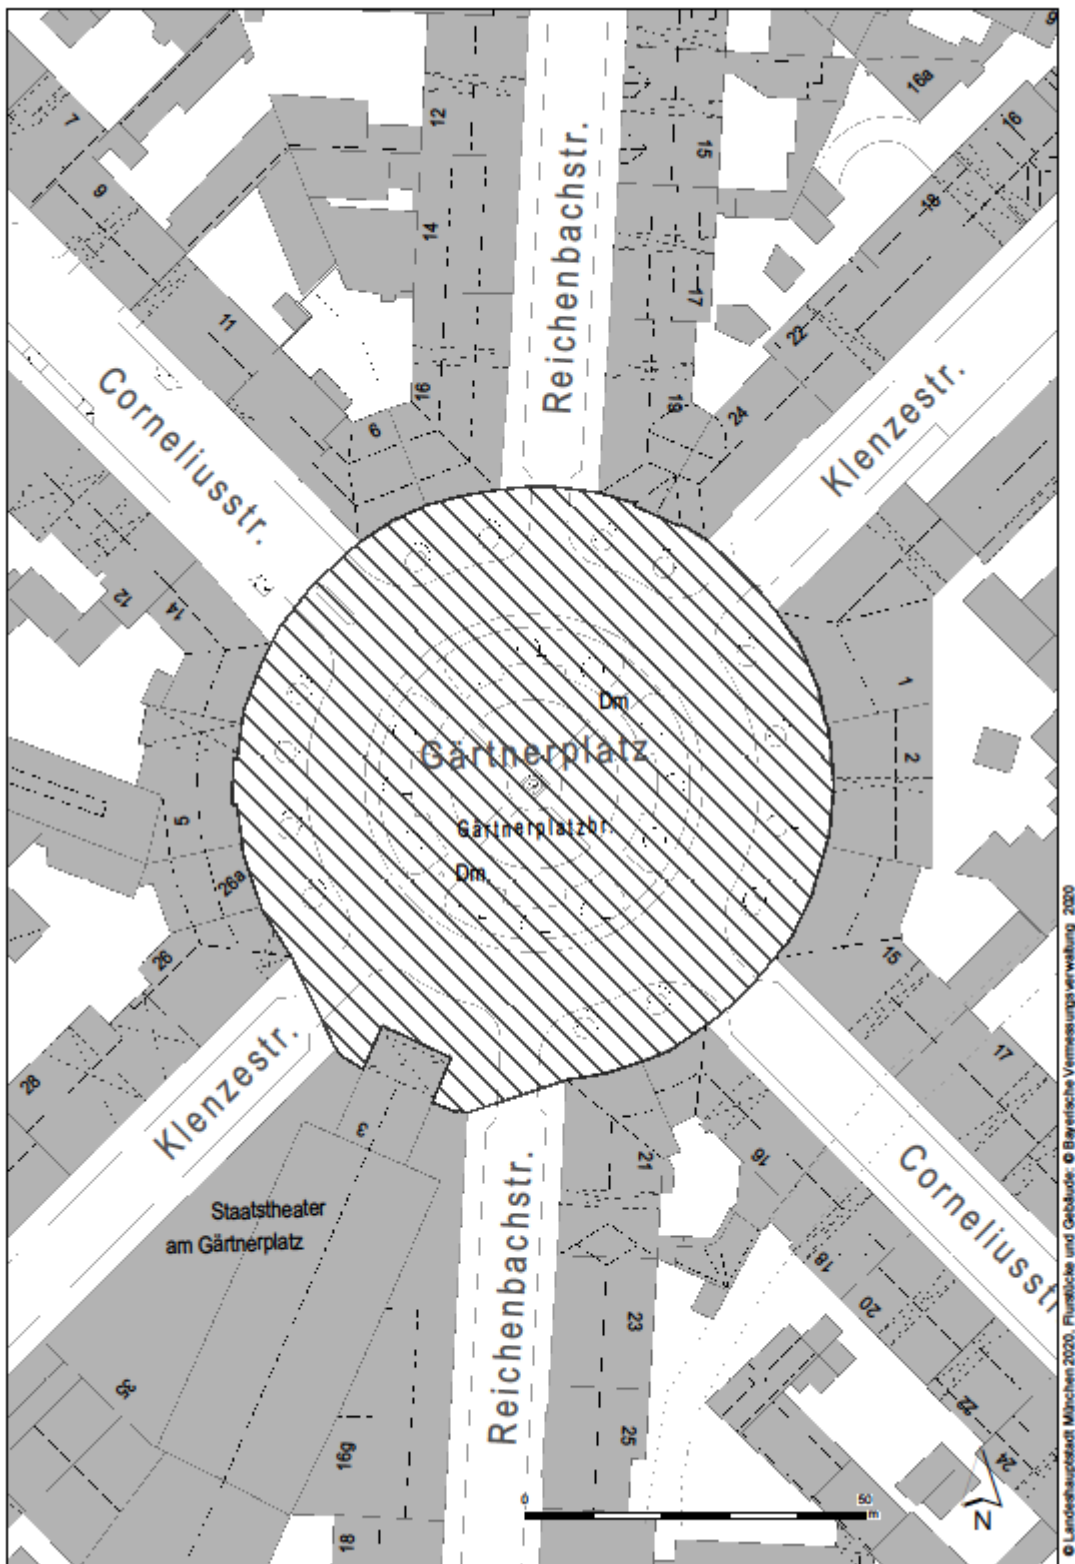 9
16a
7
12
15
16
9
18
14
17
11
22
16
19
24
6
Reichenbachstr.
Corneliusstr.
Klenzestr.
12
14
1
2
Dm
Gärtnerplatz
Gärtnerplatzbr.
Dm
5
26a
26
15
28
Klenzestr.
3
17
21
16
Corneliusstr
Staatstheater
am Gärtnerplatz
18
20
Reichenbachstr.
23
35
22
25
24
16g
18
0
50
m
N
© Landeshauptstadt München 2020, Flurstücke und Gebäude: © Bayerische Vermessungsverwaltung 2020